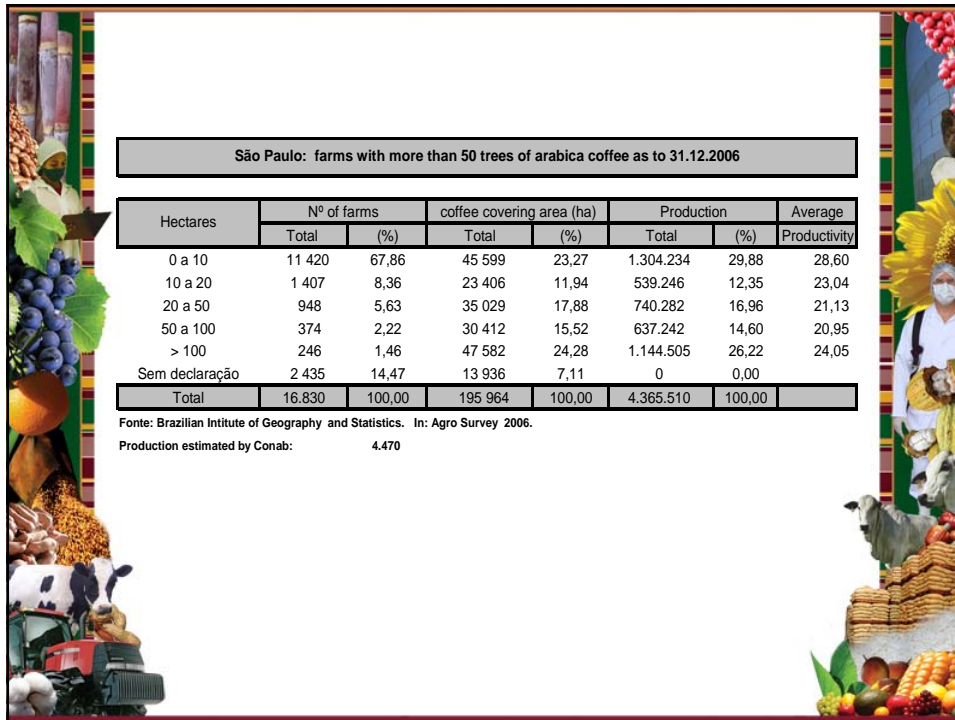 São Paulo: farms with more than 50 trees of arabica coffee as to 31.12.2006
Hectares Nº of farms coffee covering area (ha) Production Average
Total (%) Total (%) Total (%) Productivity
0 a 10 11 420 67,86 45 599 23,27 1.304.234 29,88 28,60
10 a 20 1 407 8,36 23 406 11,94 539.246 12,35 23,04
20 a 50 948 5,63 35 029 17,88 740.282 16,96 21,13
50 a 100 374 2,22 30 412 15,52 637.242 14,60 20,95
> 100 246 1,46 47 582 24,28 1.144.505 26,22 24,05
Sem declaração 2 435 14,47 13 936 7,11 0 0,00
Total 16.830 100,00 195 964 100,00 4.365.510 100,00
Fonte: Brazilian Intitute of Geography and Statistics. In: Agro Survey 2006.
Production estimated by Conab: 4.470